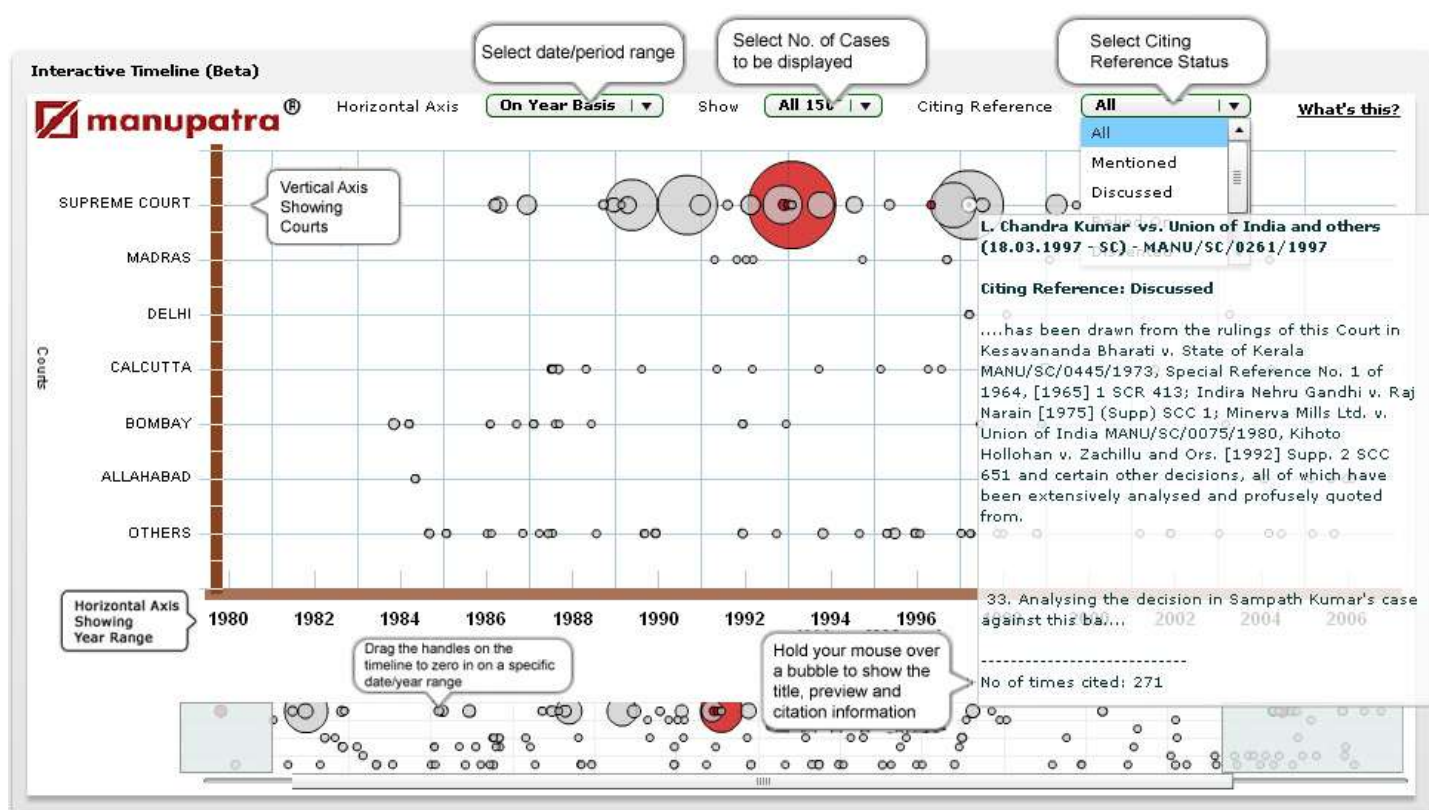 Select date/period range
Select No. of Cases
to be displayed
Select Citing
Reference Status
Interactive Timeline (Beta)
manupatra ®
Horizontal Axis
On Year Basis
Show
All 150
Citing Reference
All
What's this?
All
Mentioned
Discussed
Relied On
Dissented
Vertical Axis
Showing
Courts
Courts
SUPREME COURT
MADRAS
DELHI
CALCUTTA
BOMBAY
ALLAHABAD
OTHERS
L. Chandra Kumar vs. Union of India and others
(18.03.1997 - SC) - MANU/SC/0261/1997
Citing Reference: Discussed
....has been drawn from the rulings of this Court in
Kesavananda Bharati v. State of Kerala
MANU/SC/0445/1973, Special Reference No. 1 of
1964, [1965] 1 SCR 413; Indira Nehru Gandhi v. Raj
Narain [1975] (Supp) SCC 1; Minerva Mills Ltd. v.
Union of India MANU/SC/0075/1980, Kihoto
Hollohan v. Zachillu and Ors. [1992] Supp. 2 SCC
651 and certain other decisions, all of which have
been extensively analysed and profusely quoted
from.
33. Analysing the decision in Sampath Kumar's case
against this ba...
---------------------------
No of times cited: 271
Horizontal Axis
Showing
Year Range
1980 1982 1984 1986 1988 1990 1992 1994 1996 1998 2000 2002 2004 2006
Drag the handles on the
timeline to zero in on a specific
date/year range
Hold your mouse over
a bubble to show the
title, preview and
citation information